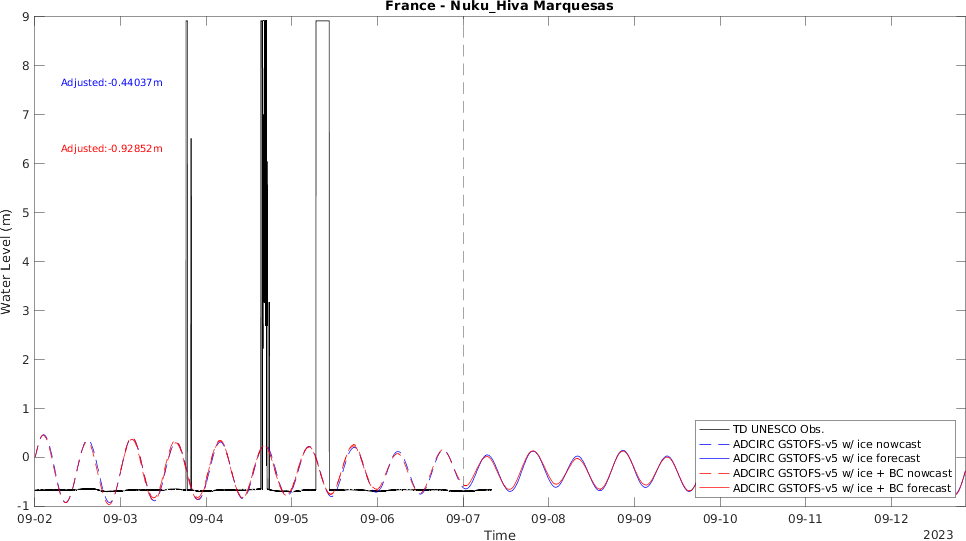 France - Nuku_Hiva Marquesas
9
8
7
6
5
4
3
2
1
0
-1
Water Level (m)
Adjusted:-0.44037m
Adjusted:-0.92852m
TD UNESCO Obs.
ADCIRC GSTOFS-v5 w/ ice nowcast
ADCIRC GSTOFS-v5 w/ ice forecast
ADCIRC GSTOFS-v5 w/ ice + BC nowcast
ADCIRC GSTOFS-v5 w/ ice + BC forecast
09-02 09-03 09-04 09-05 09-06 09-07 09-08 09-09 09-10 09-11 09-12
Time
2023